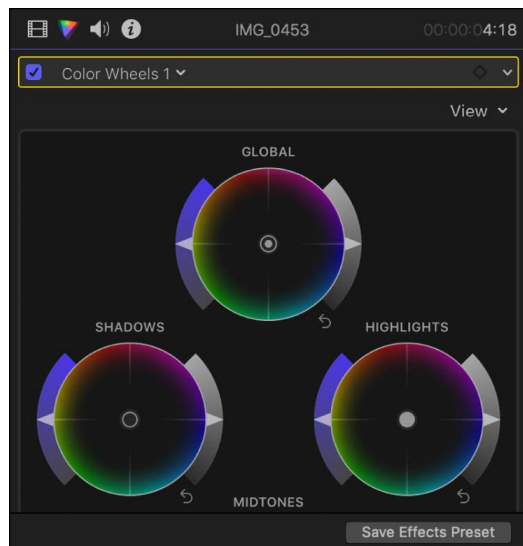 IMG_0453
00:00:04:18
Color Wheels 1
View
GLOBAL
SHADOWS
HIGHLIGHTS
MIDTONES
Save Effects Preset